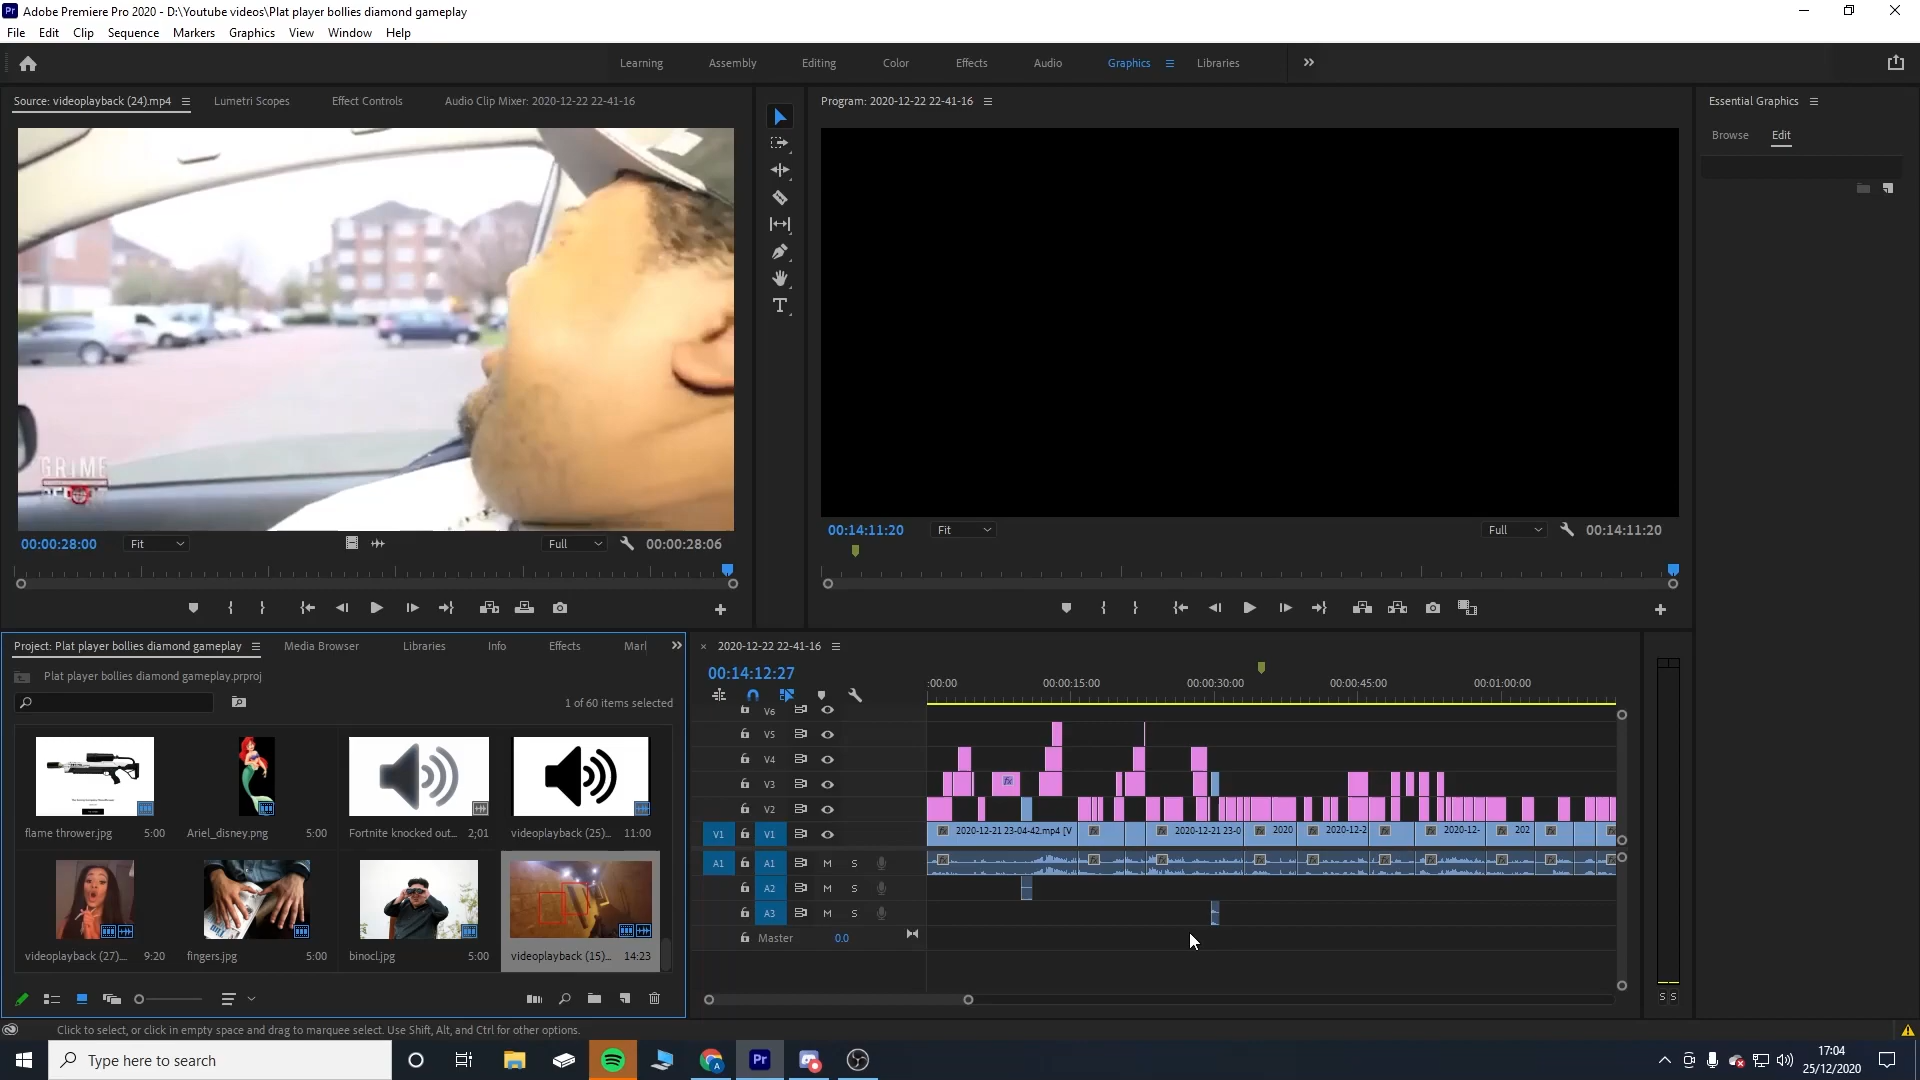 Adobe Premiere Pro 2020 - D:\Youtube videos\Plat player bollies diamond gameplay
File Edit Clip Sequence Markers Graphics View Window Help
Learning Assembly Editing Color Effects Audio Graphics Libraries
Source: videoplayback (24).mp4 Lumetri Scopes Effect Controls Audio Clip Mixer: 2020-12-22 22-41-16
Program: 2020-12-22 22-41-16
Essential Graphics
Browse Edit
GRIME
00:00:28:00 Fit Full 00:00:28:06
00:14:11:20 Fit Full 00:14:11:20
Project: Plat player bollies diamond gameplay Media Browser Libraries Info Effects Marl
Plat player bollies diamond gameplay.prproj
1 of 60 items selected
flame thrower.jpg 5:00
Ariel_disney.png 5:00
Fortnite knocked out... 2;01
videoplayback (25)... 11:00
videoplayback (27)... 9:20
fingers.jpg 5:00
binocl.jpg 5:00
videoplayback (15)... 14:23
2020-12-22 22-41-16
00:14:12:27
:00:00 00:00:15:00 00:00:30:00 00:00:45:00 00:01:00:00
V6
V5
V4
V3
V2
V1 V1 2020-12-21 23-04-42.mp4 [V 2020-12-21 23-0 2020 2020-12-2 2020-12- 202
A1 A1 M S
A2 M S
A3 M S
Master 0.0
S S
Click to select, or click in empty space and drag to marquee select. Use Shift, Alt, and Ctrl for other options.
Type here to search
17:04
25/12/2020